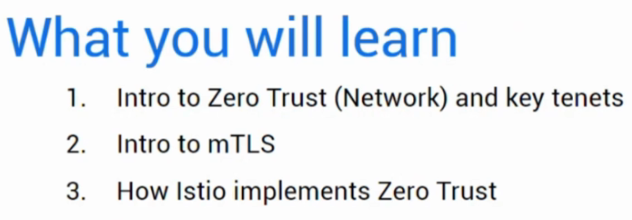 What you will learn
1. Intro to Zero Trust (Network) and key tenets
2. Intro to mTLS
3. How Istio implements Zero Trust